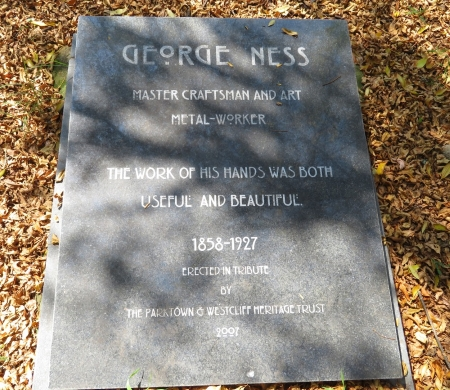 GEORGE NESS
MASTER CRAFTSMAN AND ART
METAL-WORKER
THE WORK OF HIS HANDS WAS BOTH
USEFUL AND BEAUTIFUL.
1858-1927
ERECTED IN TRIBUTE
BY
THE PARKTOWN & WESTCLIFF HERITAGE TRUST
2007